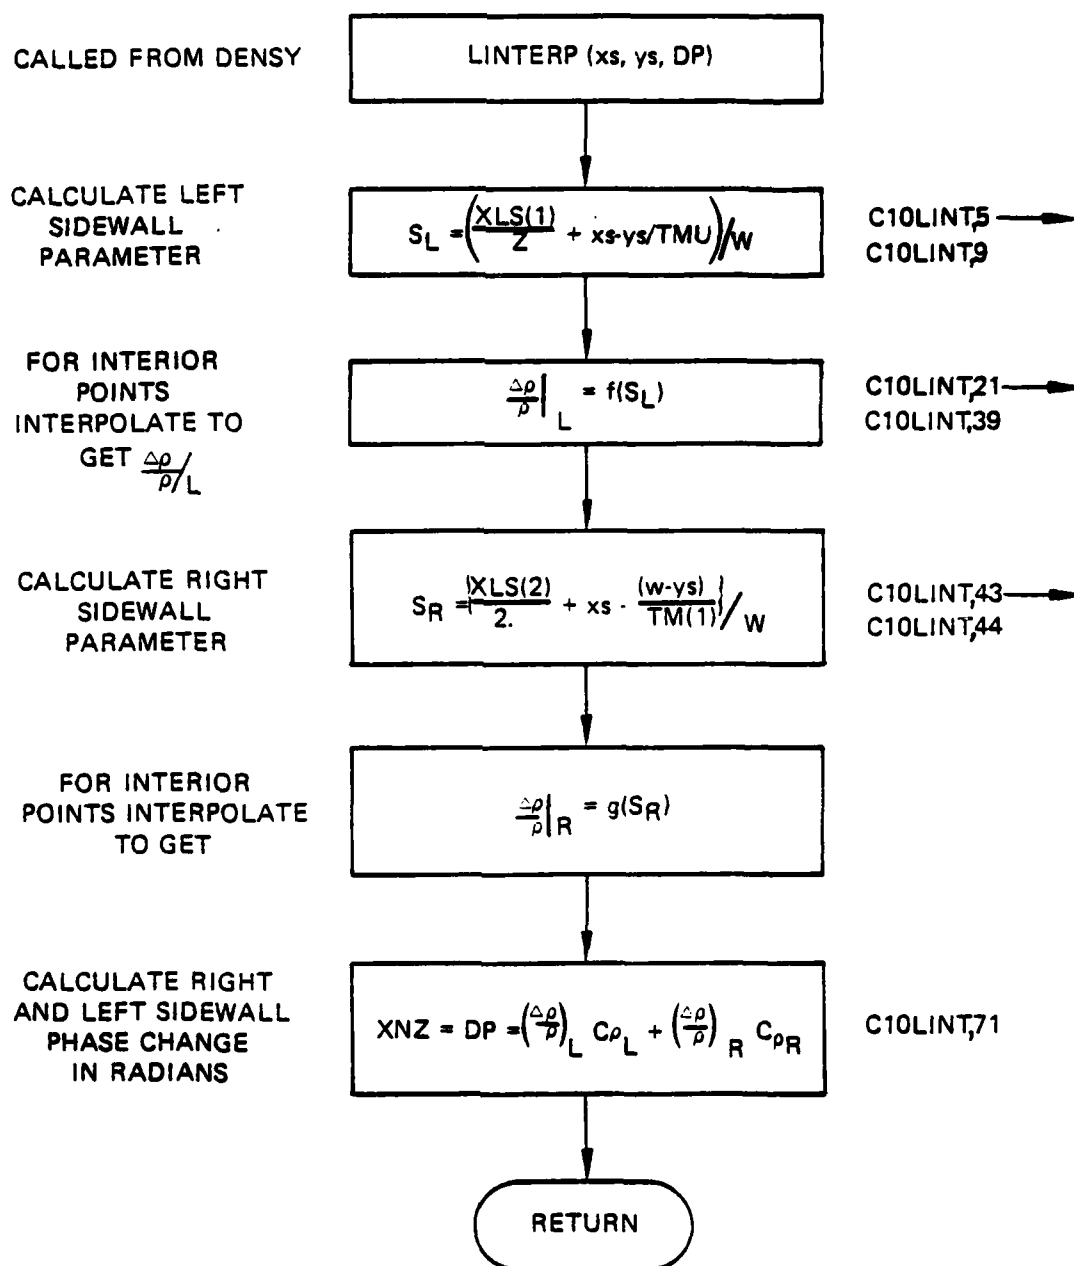 CALLED FROM DENSY
LINTERP (xs, ys, DP)
CALCULATE LEFT
SIDEWALL
PARAMETER
S_L = (XLS(1)/Z + xs-ys/TMU)/W
C10LINT,5
C10LINT,9
FOR INTERIOR
POINTS
INTERPOLATE TO
GET Δρ/ρ/L
Δρ/ρ|_L = f(S_L)
C10LINT,21
C10LINT,39
CALCULATE RIGHT
SIDEWALL
PARAMETER
S_R = {XLS(2)/2. + xs - (w-ys)/TM(1)}/W
C10LINT,43
C10LINT,44
FOR INTERIOR
POINTS INTERPOLATE
TO GET
Δρ/ρ|_R = g(S_R)
CALCULATE RIGHT
AND LEFT SIDEWALL
PHASE CHANGE
IN RADIANS
XNZ = DP = (Δρ/ρ)_L Cρ_L + (Δρ/ρ)_R Cρ_R
C10LINT,71
RETURN